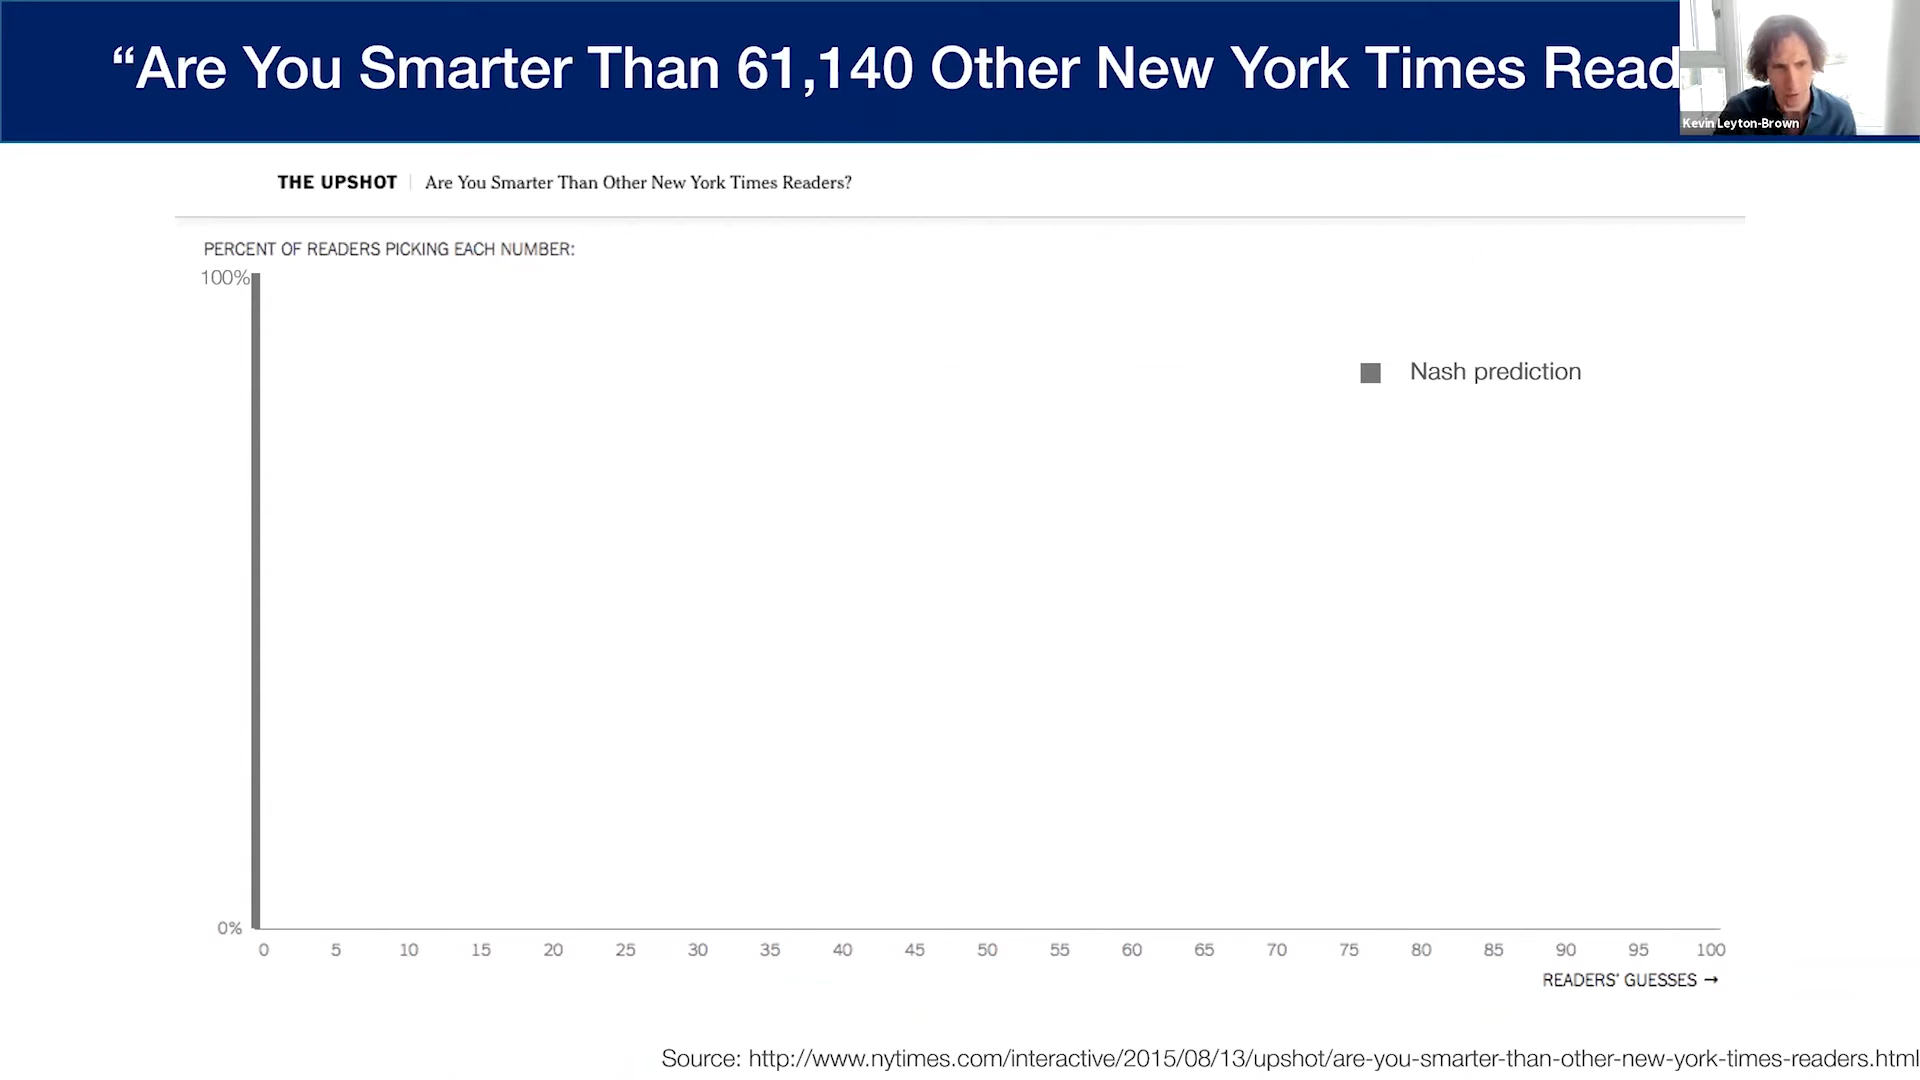 “Are You Smarter Than 61,140 Other New York Times Read
Kevin Leyton-Brown
THE UPSHOT | Are You Smarter Than Other New York Times Readers?
PERCENT OF READERS PICKING EACH NUMBER:
100%
Nash prediction
0%
0 5 10 15 20 25 30 35 40 45 50 55 60 65 70 75 80 85 90 95 100
READERS' GUESSES →
Source: http://www.nytimes.com/interactive/2015/08/13/upshot/are-you-smarter-than-other-new-york-times-readers.html